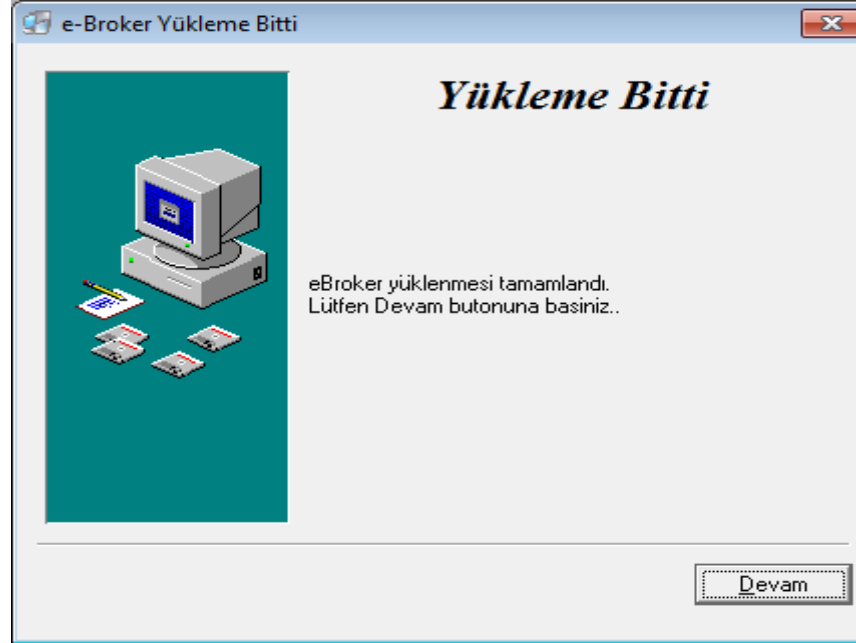 e-Broker Yükleme Bitti
Yükleme Bitti
eBroker yüklenmesi tamamlandı.
Lütfen Devam butonuna basiniz..
Devam